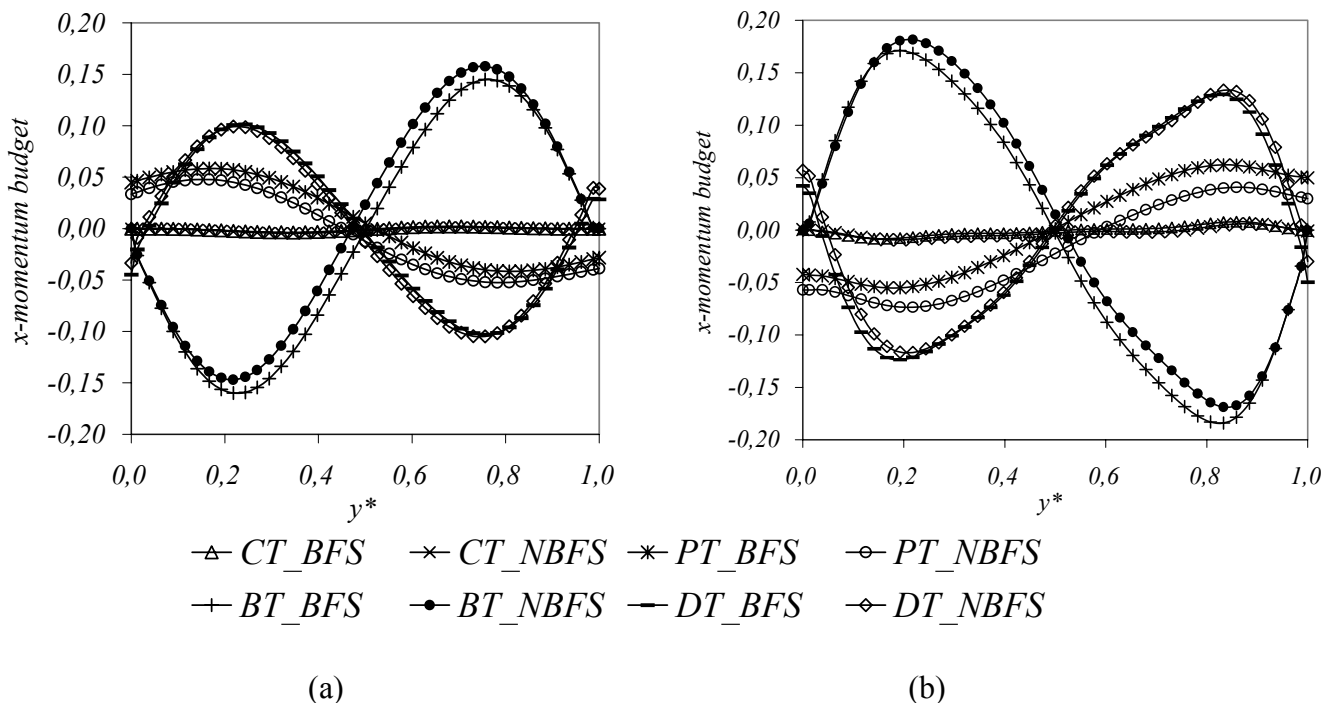 0,20
0,15
0,10
0,05
0,00
-0,05
-0,10
-0,15
-0,20
x-momentum budget
0,0 0,2 0,4 0,6 0,8 1,0
y*
0,20
0,15
0,10
0,05
0,00
-0,05
-0,10
-0,15
-0,20
x-momentum budget
0,0 0,2 0,4 0,6 0,8 1,0
y*
CT_BFS CT_NBFS PT_BFS PT_NBFS
BT_BFS BT_NBFS DT_BFS DT_NBFS
(a) (b)